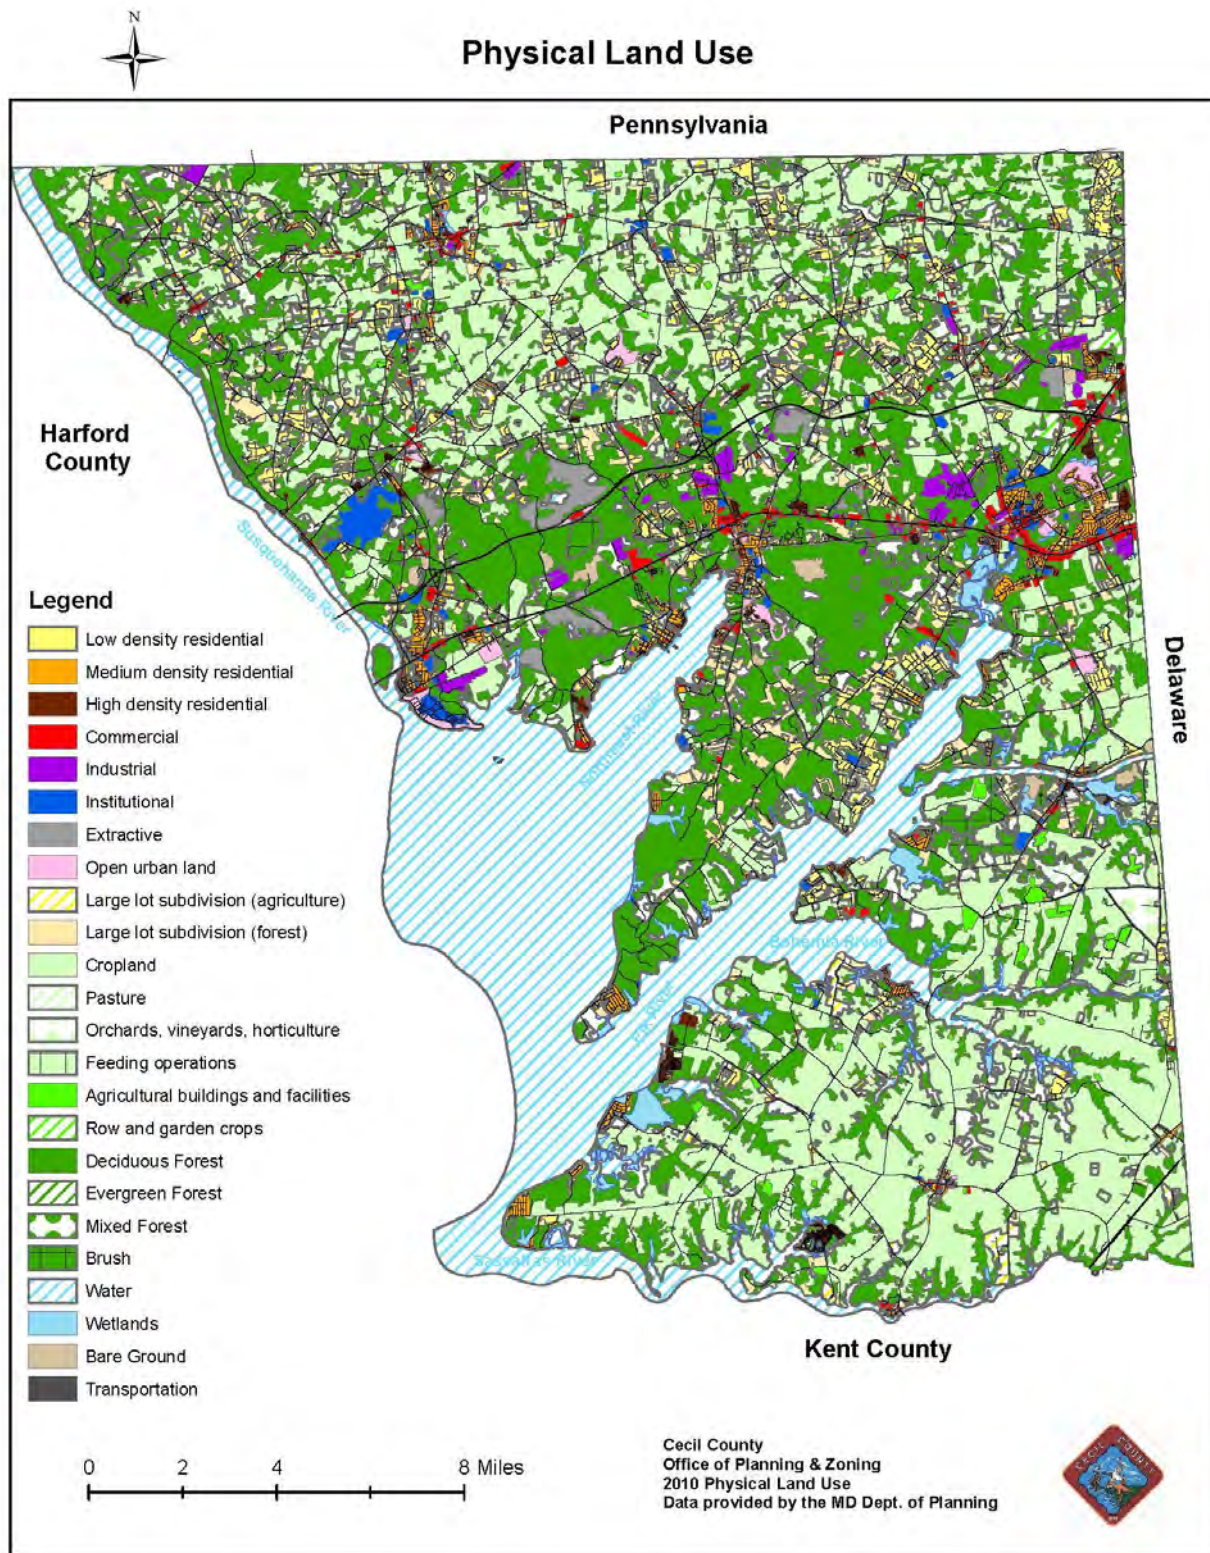 N
Physical Land Use
Pennsylvania
Harford
County
Susquehanna River
Northeast River
Delaware
Bohemia River
Elk River
Sassafras River
Kent County
Legend
Low density residential
Medium density residential
High density residential
Commercial
Industrial
Institutional
Extractive
Open urban land
Large lot subdivision (agriculture)
Large lot subdivision (forest)
Cropland
Pasture
Orchards, vineyards, horticulture
Feeding operations
Agricultural buildings and facilities
Row and garden crops
Deciduous Forest
Evergreen Forest
Mixed Forest
Brush
Water
Wetlands
Bare Ground
Transportation
0 2 4 8 Miles
Cecil County
Office of Planning & Zoning
2010 Physical Land Use
Data provided by the MD Dept. of Planning
CECIL COUNTY